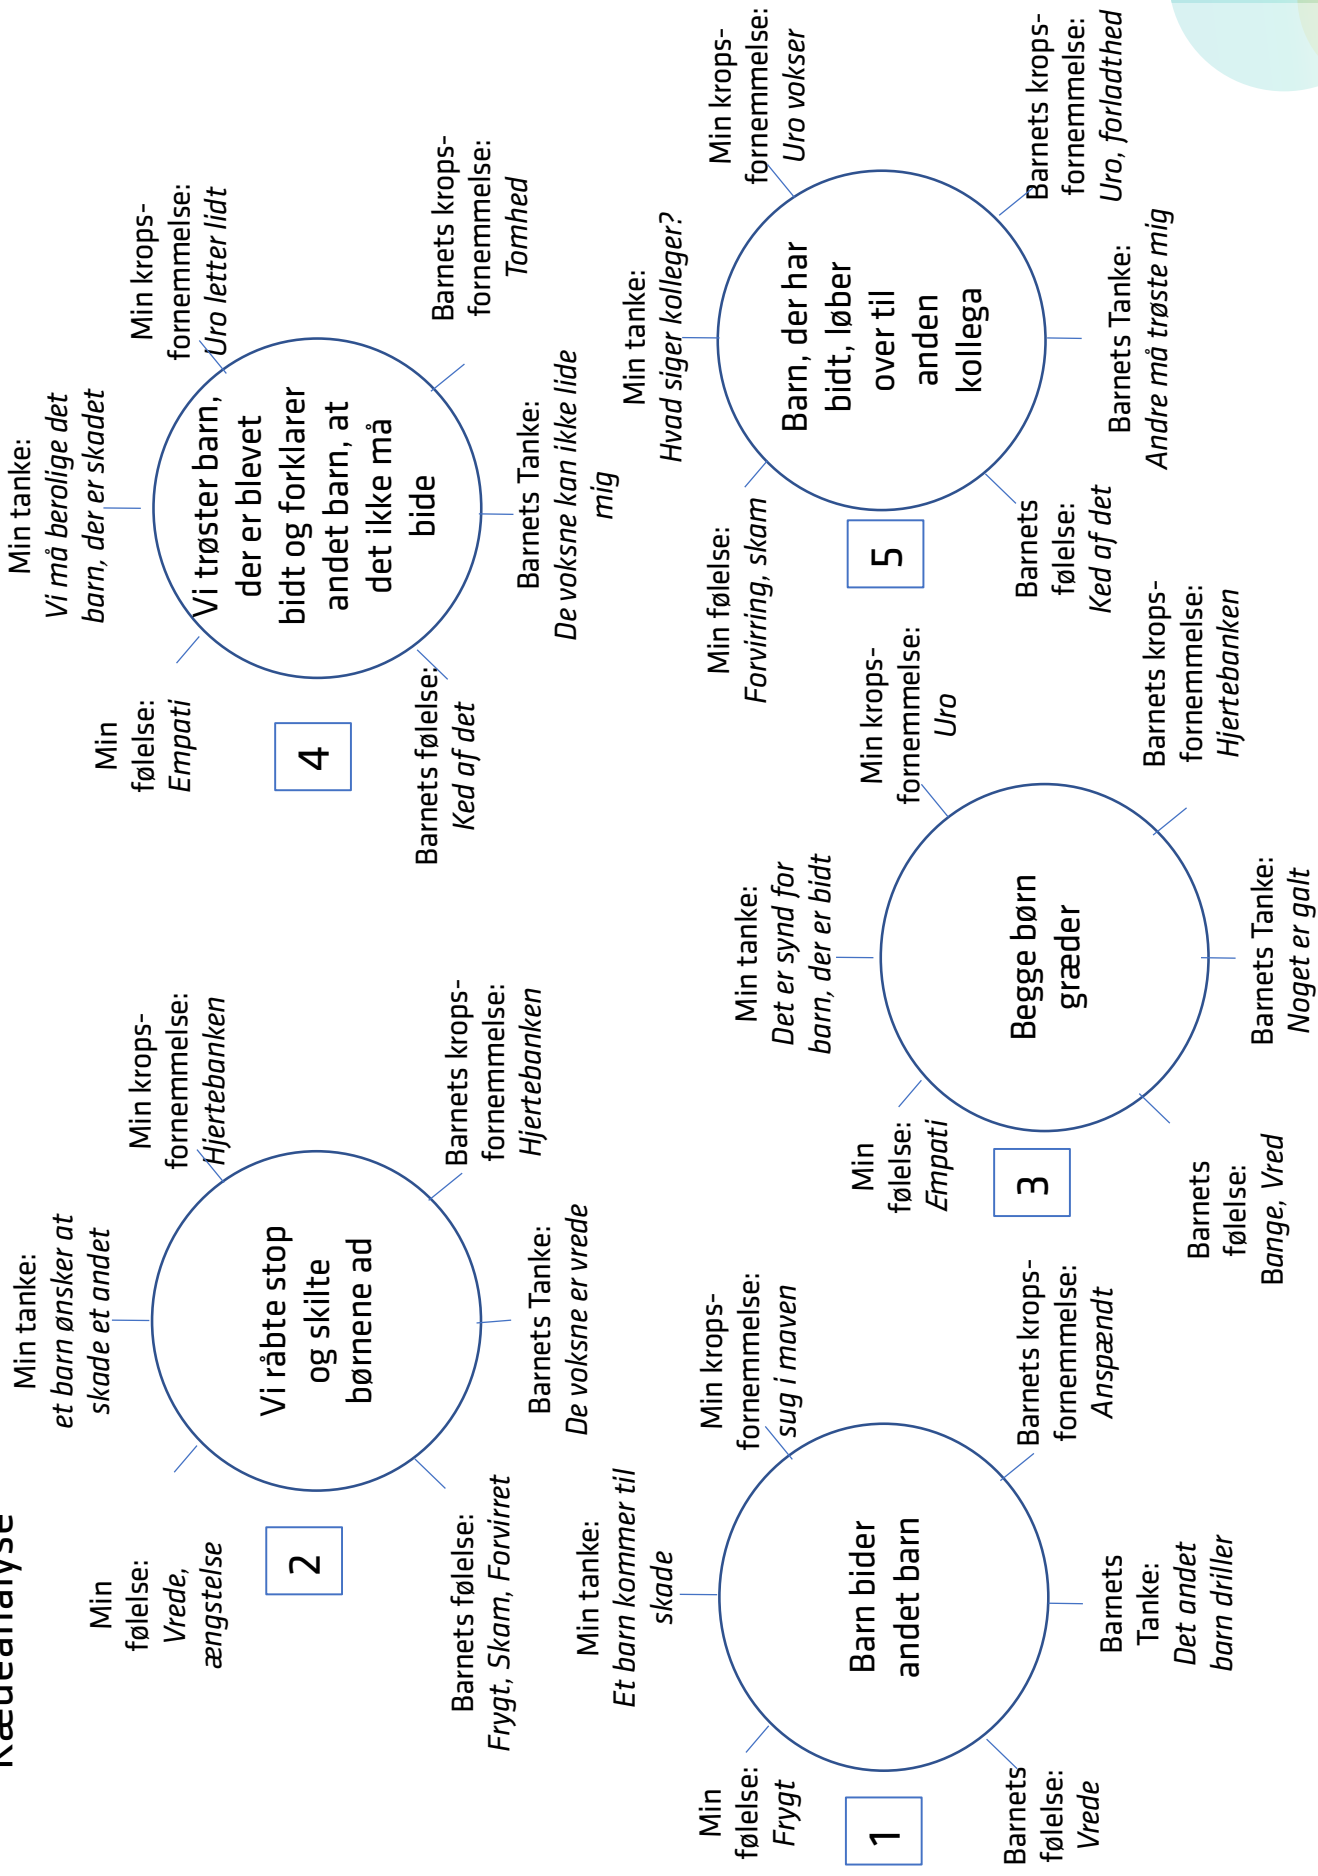 Kædeanalyse
1
Barn bider
andet barn
Min
følelse:
Frygt
Min tanke:
Et barn kommer til
skade
Min krops-
fornemmelse:
sug i maven
Barnets
følelse:
Vrede
Barnets
Tanke:
Det andet
barn driller
Barnets krops-
fornemmelse:
Anspændt
2
Vi råbte stop
og skilte
børnene ad
Min
følelse:
Vrede,
ængstelse
Min tanke:
et barn ønsker at
skade et andet
Min krops-
fornemmelse:
Hjertebanken
Barnets følelse:
Frygt, Skam, Forvirret
Barnets Tanke:
De voksne er vrede
Barnets krops-
fornemmelse:
Hjertebanken
3
Begge børn
græder
Min
følelse:
Empati
Min tanke:
Det er synd for
barn, der er bidt
Min krops-
fornemmelse:
Uro
Barnets
følelse:
Bange, Vred
Barnets Tanke:
Noget er galt
Barnets krops-
fornemmelse:
Hjertebanken
4
Vi trøster barn,
der er blevet
bidt og forklarer
andet barn, at
det ikke må
bide
Min
følelse:
Empati
Min tanke:
Vi må berolige det
barn, der er skadet
Min krops-
fornemmelse:
Uro letter lidt
Barnets følelse:
Ked af det
Barnets Tanke:
De voksne kan ikke lide
mig
Barnets krops-
fornemmelse:
Tomhed
5
Barn, der har
bidt, løber
over til
anden
kollega
Min følelse:
Forvirring, skam
Min tanke:
Hvad siger kolleger?
Min krops-
fornemmelse:
Uro vokser
Barnets
følelse:
Ked af det
Barnets Tanke:
Andre må trøste mig
Barnets krops-
fornemmelse:
Uro, forladthed